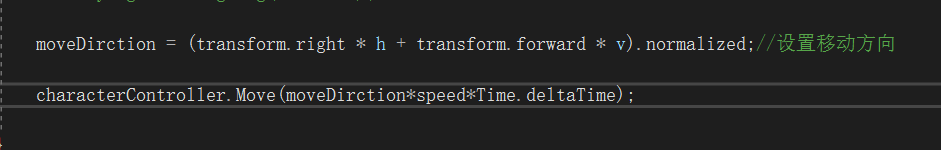 moveDirction = (transform.right * h + transform.forward * v).normalized;//设置移动方向
characterController.Move(moveDirction*speed*Time.deltaTime);